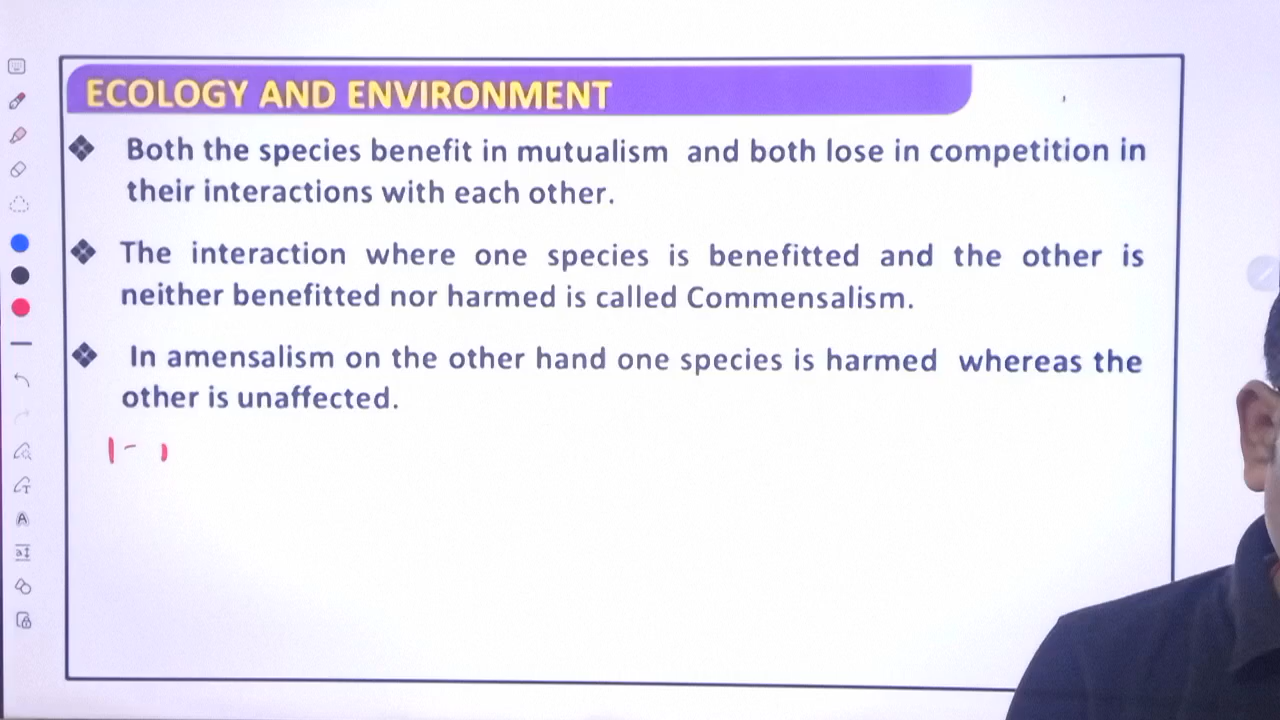 ECOLOGY AND ENVIRONMENT
❖ Both the species benefit in mutualism and both lose in competition in
their interactions with each other.
❖ The interaction where one species is benefitted and the other is
neither benefitted nor harmed is called Commensalism.
❖ In amensalism on the other hand one species is harmed whereas the
other is unaffected.